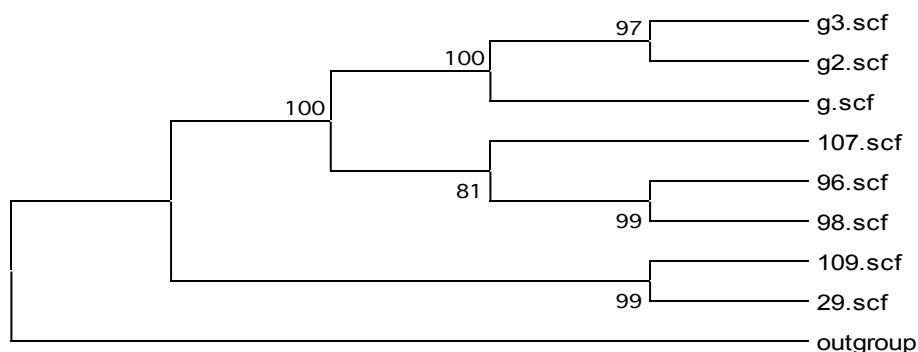 g3.scf
97
g2.scf
100
g.scf
100
107.scf
96.scf
81
98.scf
99
109.scf
29.scf
99
outgroup